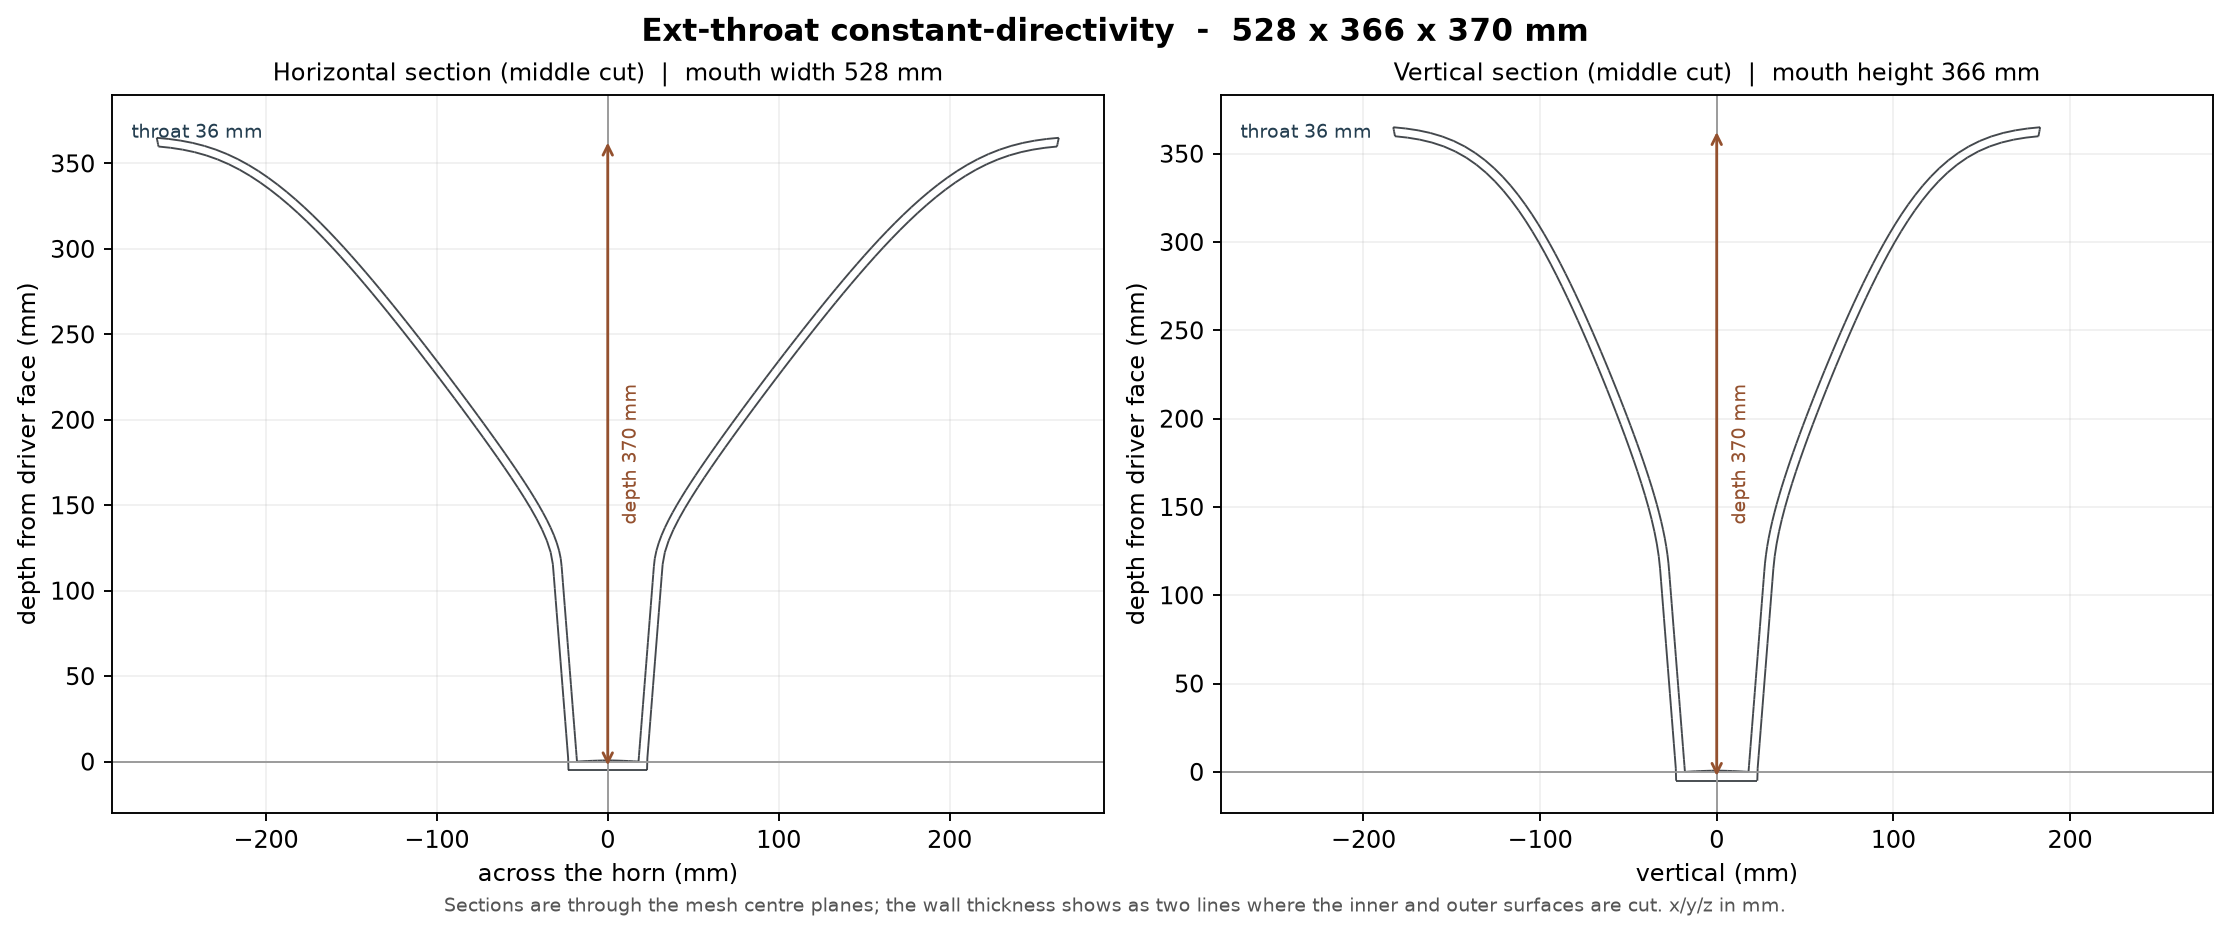 Ext-throat constant-directivity  -  528 x 366 x 370 mm
Horizontal section (middle cut)  |  mouth width 528 mm
throat 36 mm
depth 370 mm
depth from driver face (mm)
350
300
250
200
150
100
50
0
−200
−100
0
100
200
across the horn (mm)
Vertical section (middle cut)  |  mouth height 366 mm
throat 36 mm
depth 370 mm
depth from driver face (mm)
350
300
250
200
150
100
50
0
−200
−100
0
100
200
vertical (mm)
Sections are through the mesh centre planes; the wall thickness shows as two lines where the inner and outer surfaces are cut. x/y/z in mm.